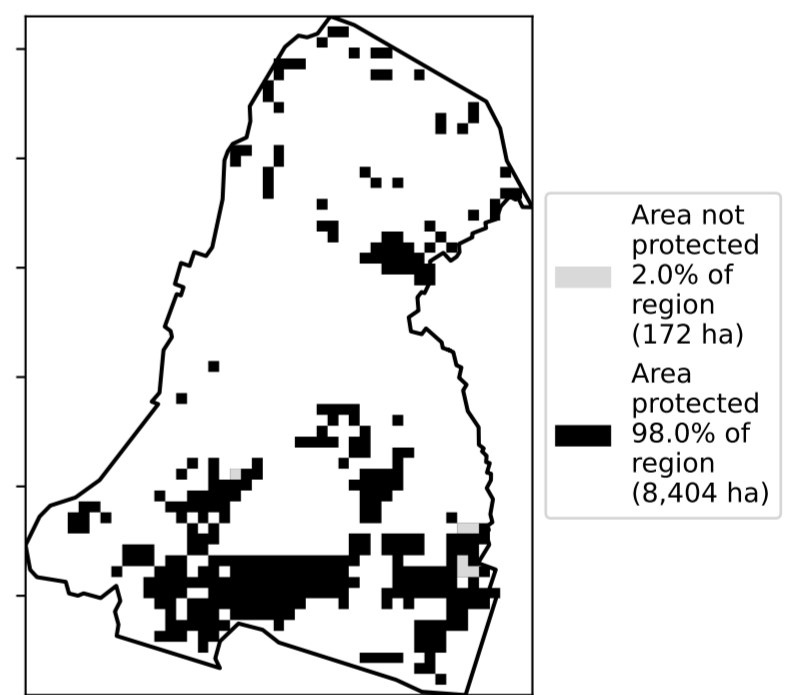 Area not
protected
2.0% of
region
(172 ha)
Area
protected
98.0% of
region
(8,404 ha)